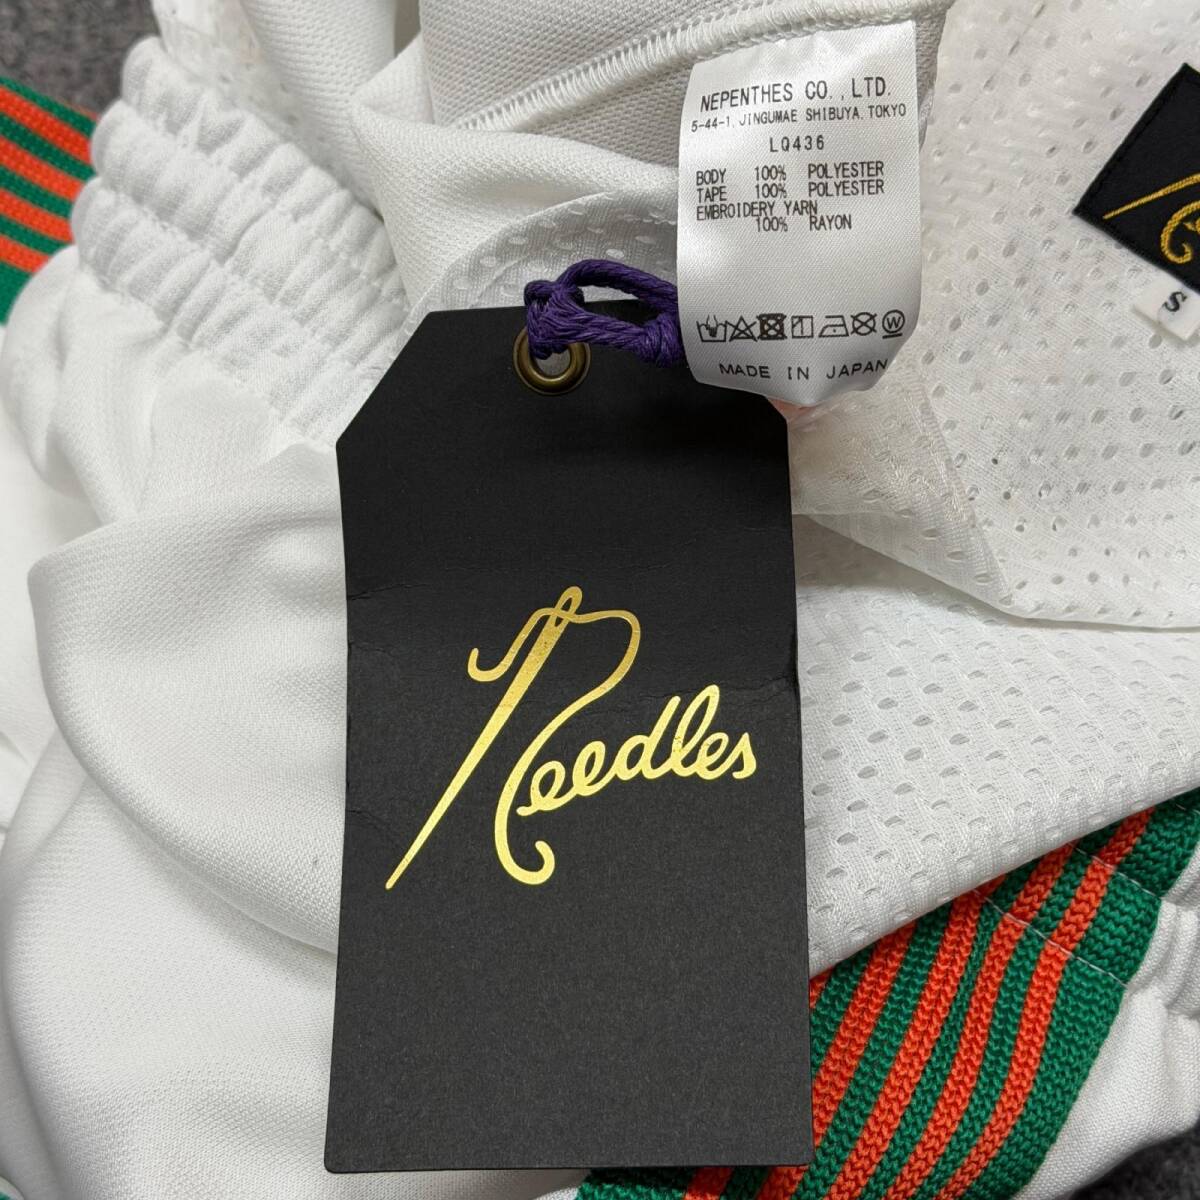 NEPENTHES CO.,LTD.
5-44-1, JINGUMAE SHIBUYA, TOKYO
LQ436
BODY 100% POLYESTER
TAPE 100% POLYESTER
EMBROIDERY YARN
100% RAYON
W
MADE IN JAPAN
S
Needles